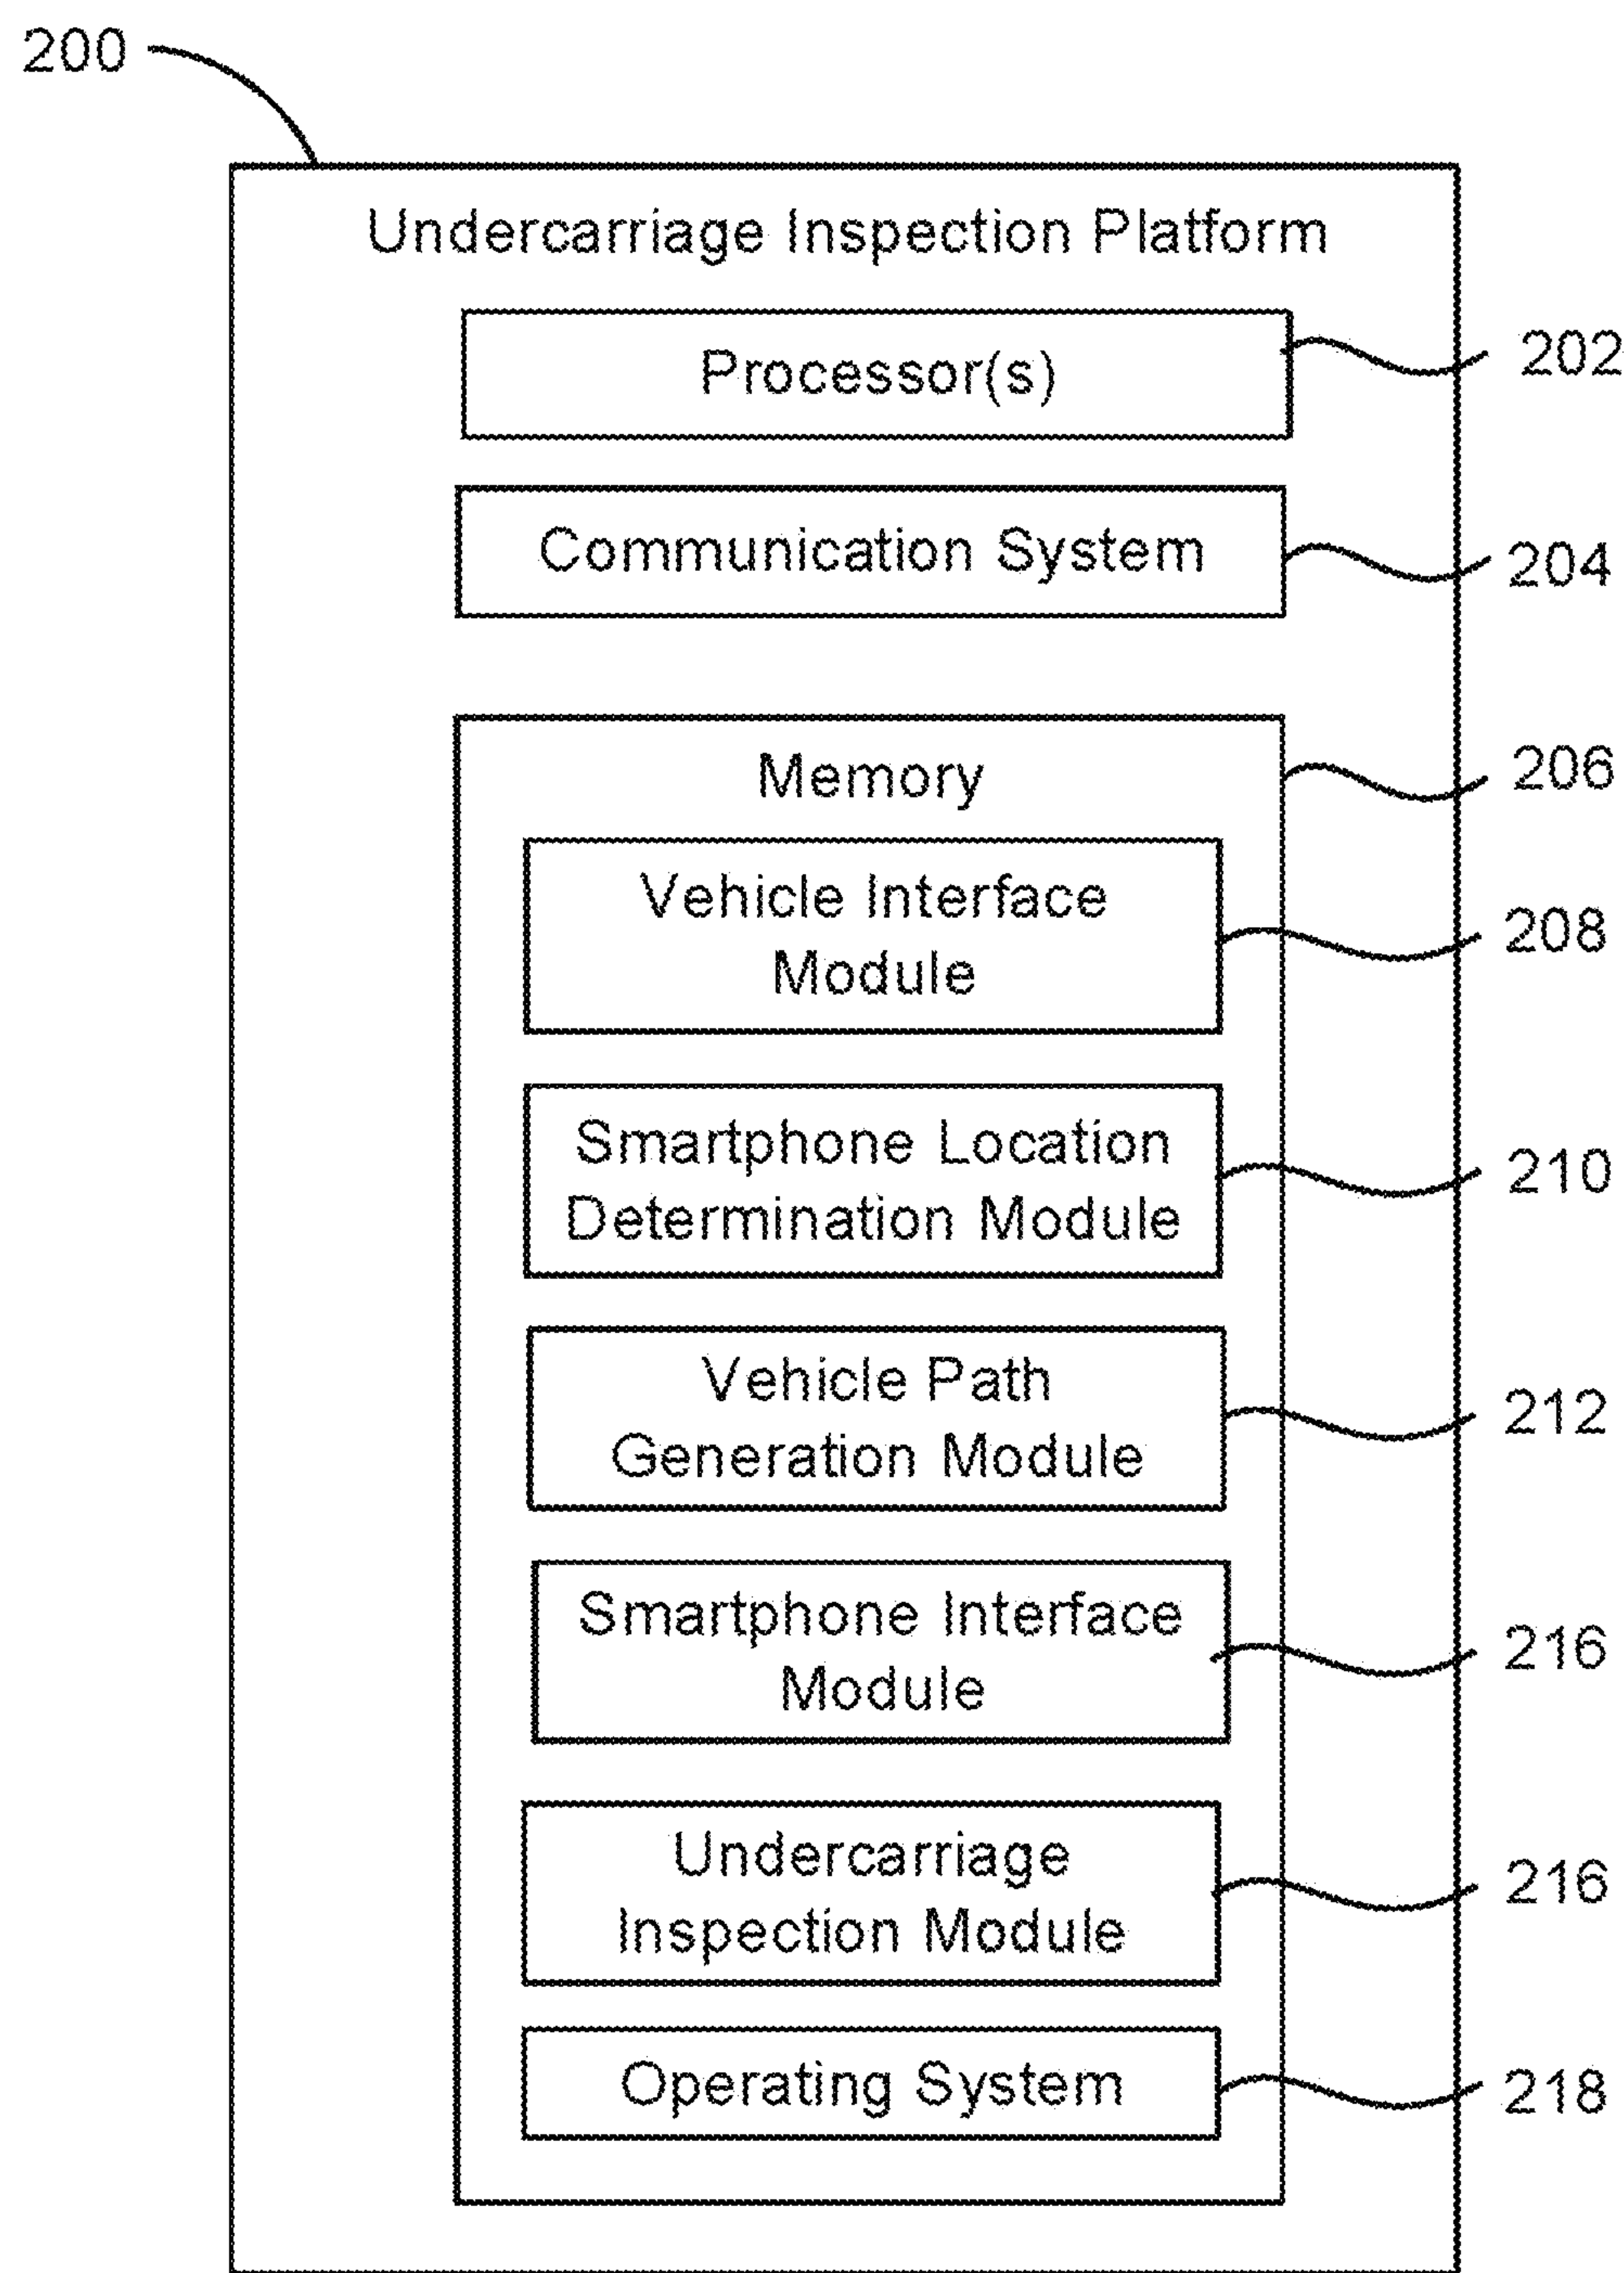 200
Undercarriage Inspection Platform
Processor(s)
202
Communication System
204
Memory
206
Vehicle Interface
Module
208
Smartphone Location
Determination Module
210
Vehicle Path
Generation Module
212
Smartphone Interface
Module
216
Undercarriage
Inspection Module
216
Operating System
218